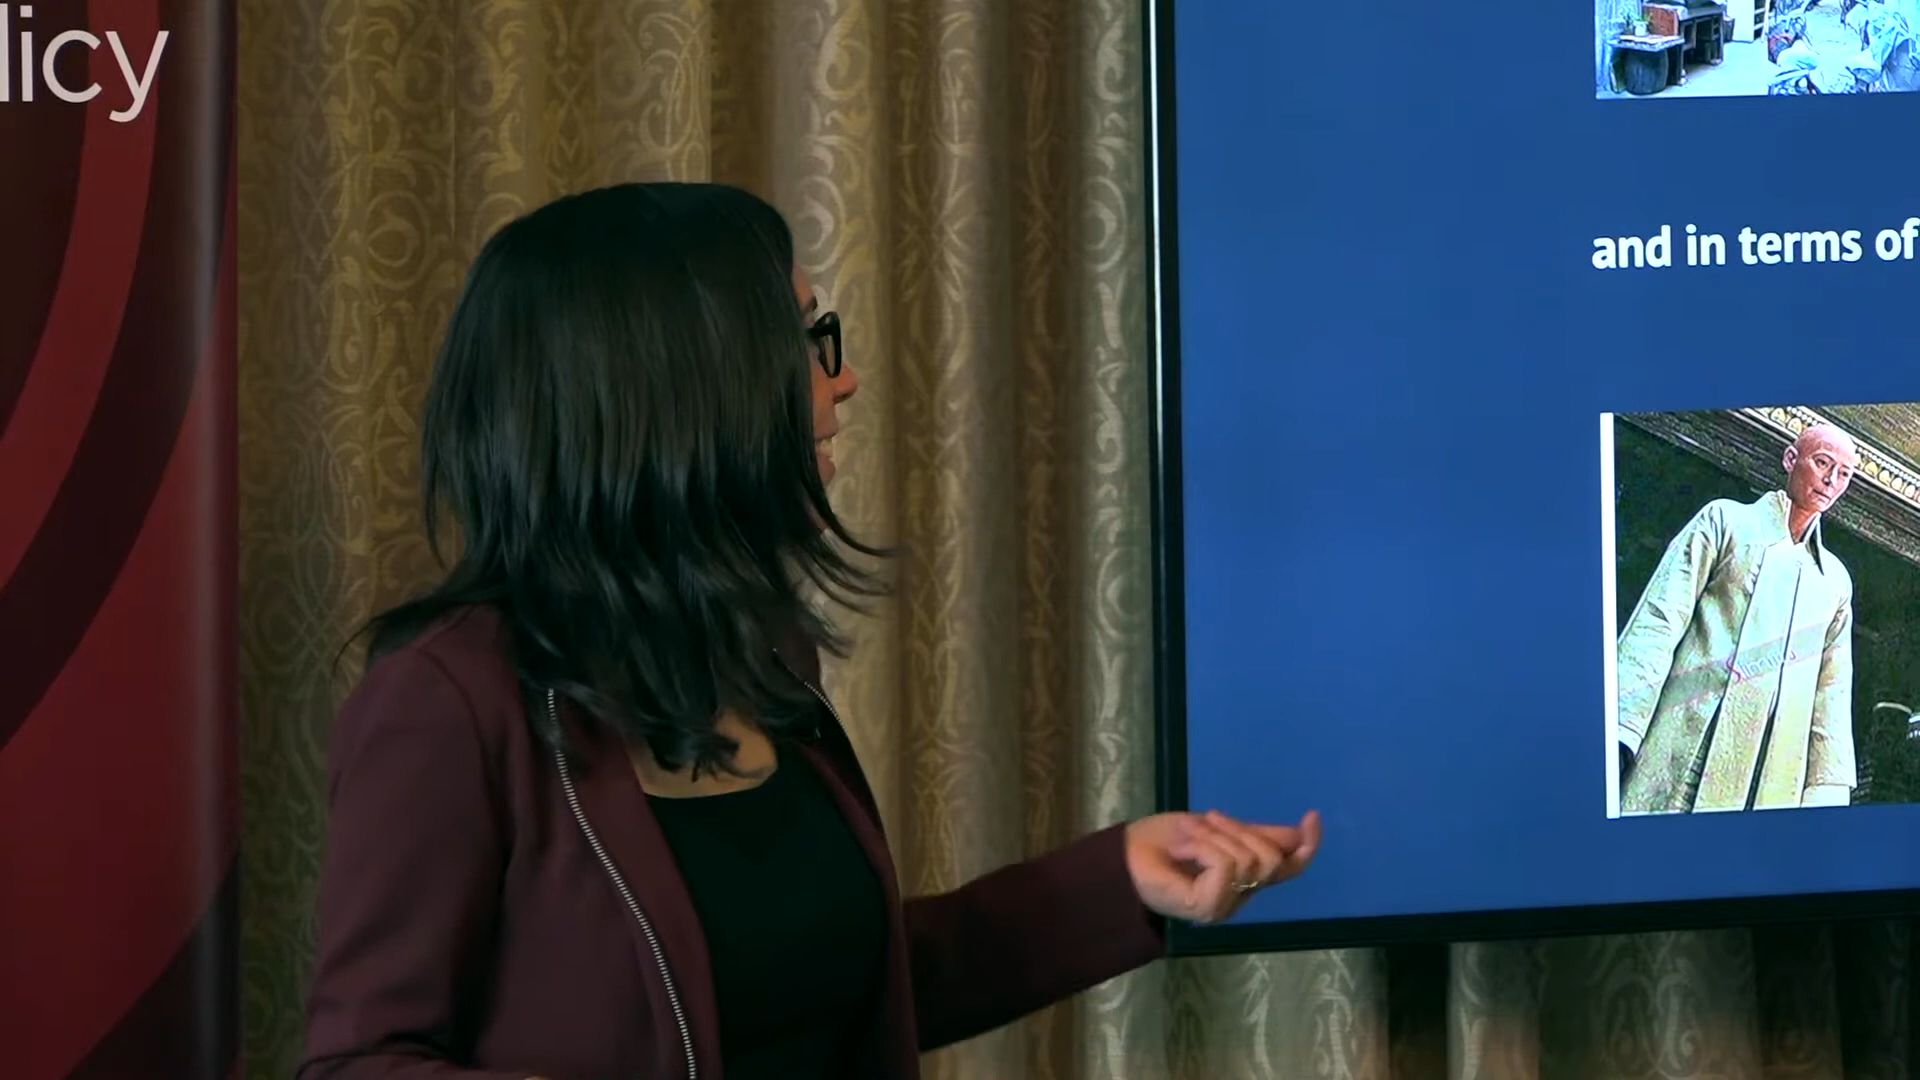 licy
and in terms of